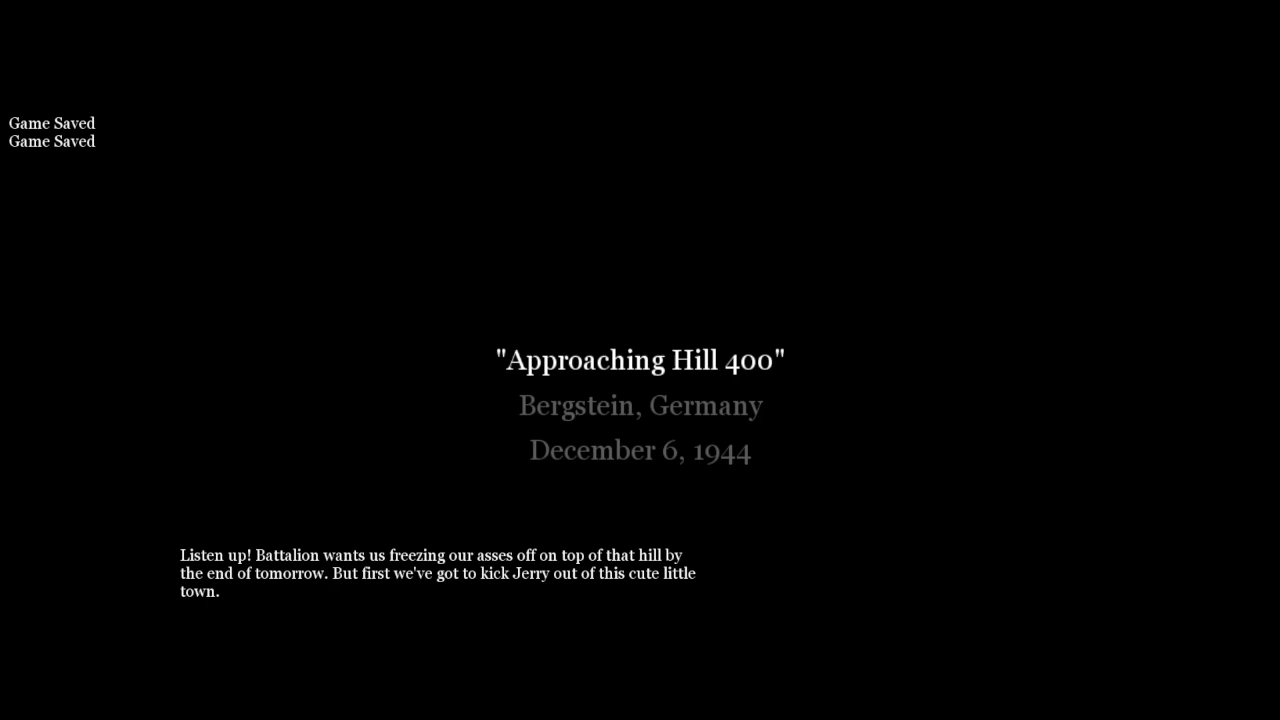 Game Saved
Game Saved
"Approaching Hill 400"
Bergstein, Germany
December 6, 1944
Listen up! Battalion wants us freezing our asses off on top of that hill by
the end of tomorrow. But first we've got to kick Jerry out of this cute little
town.